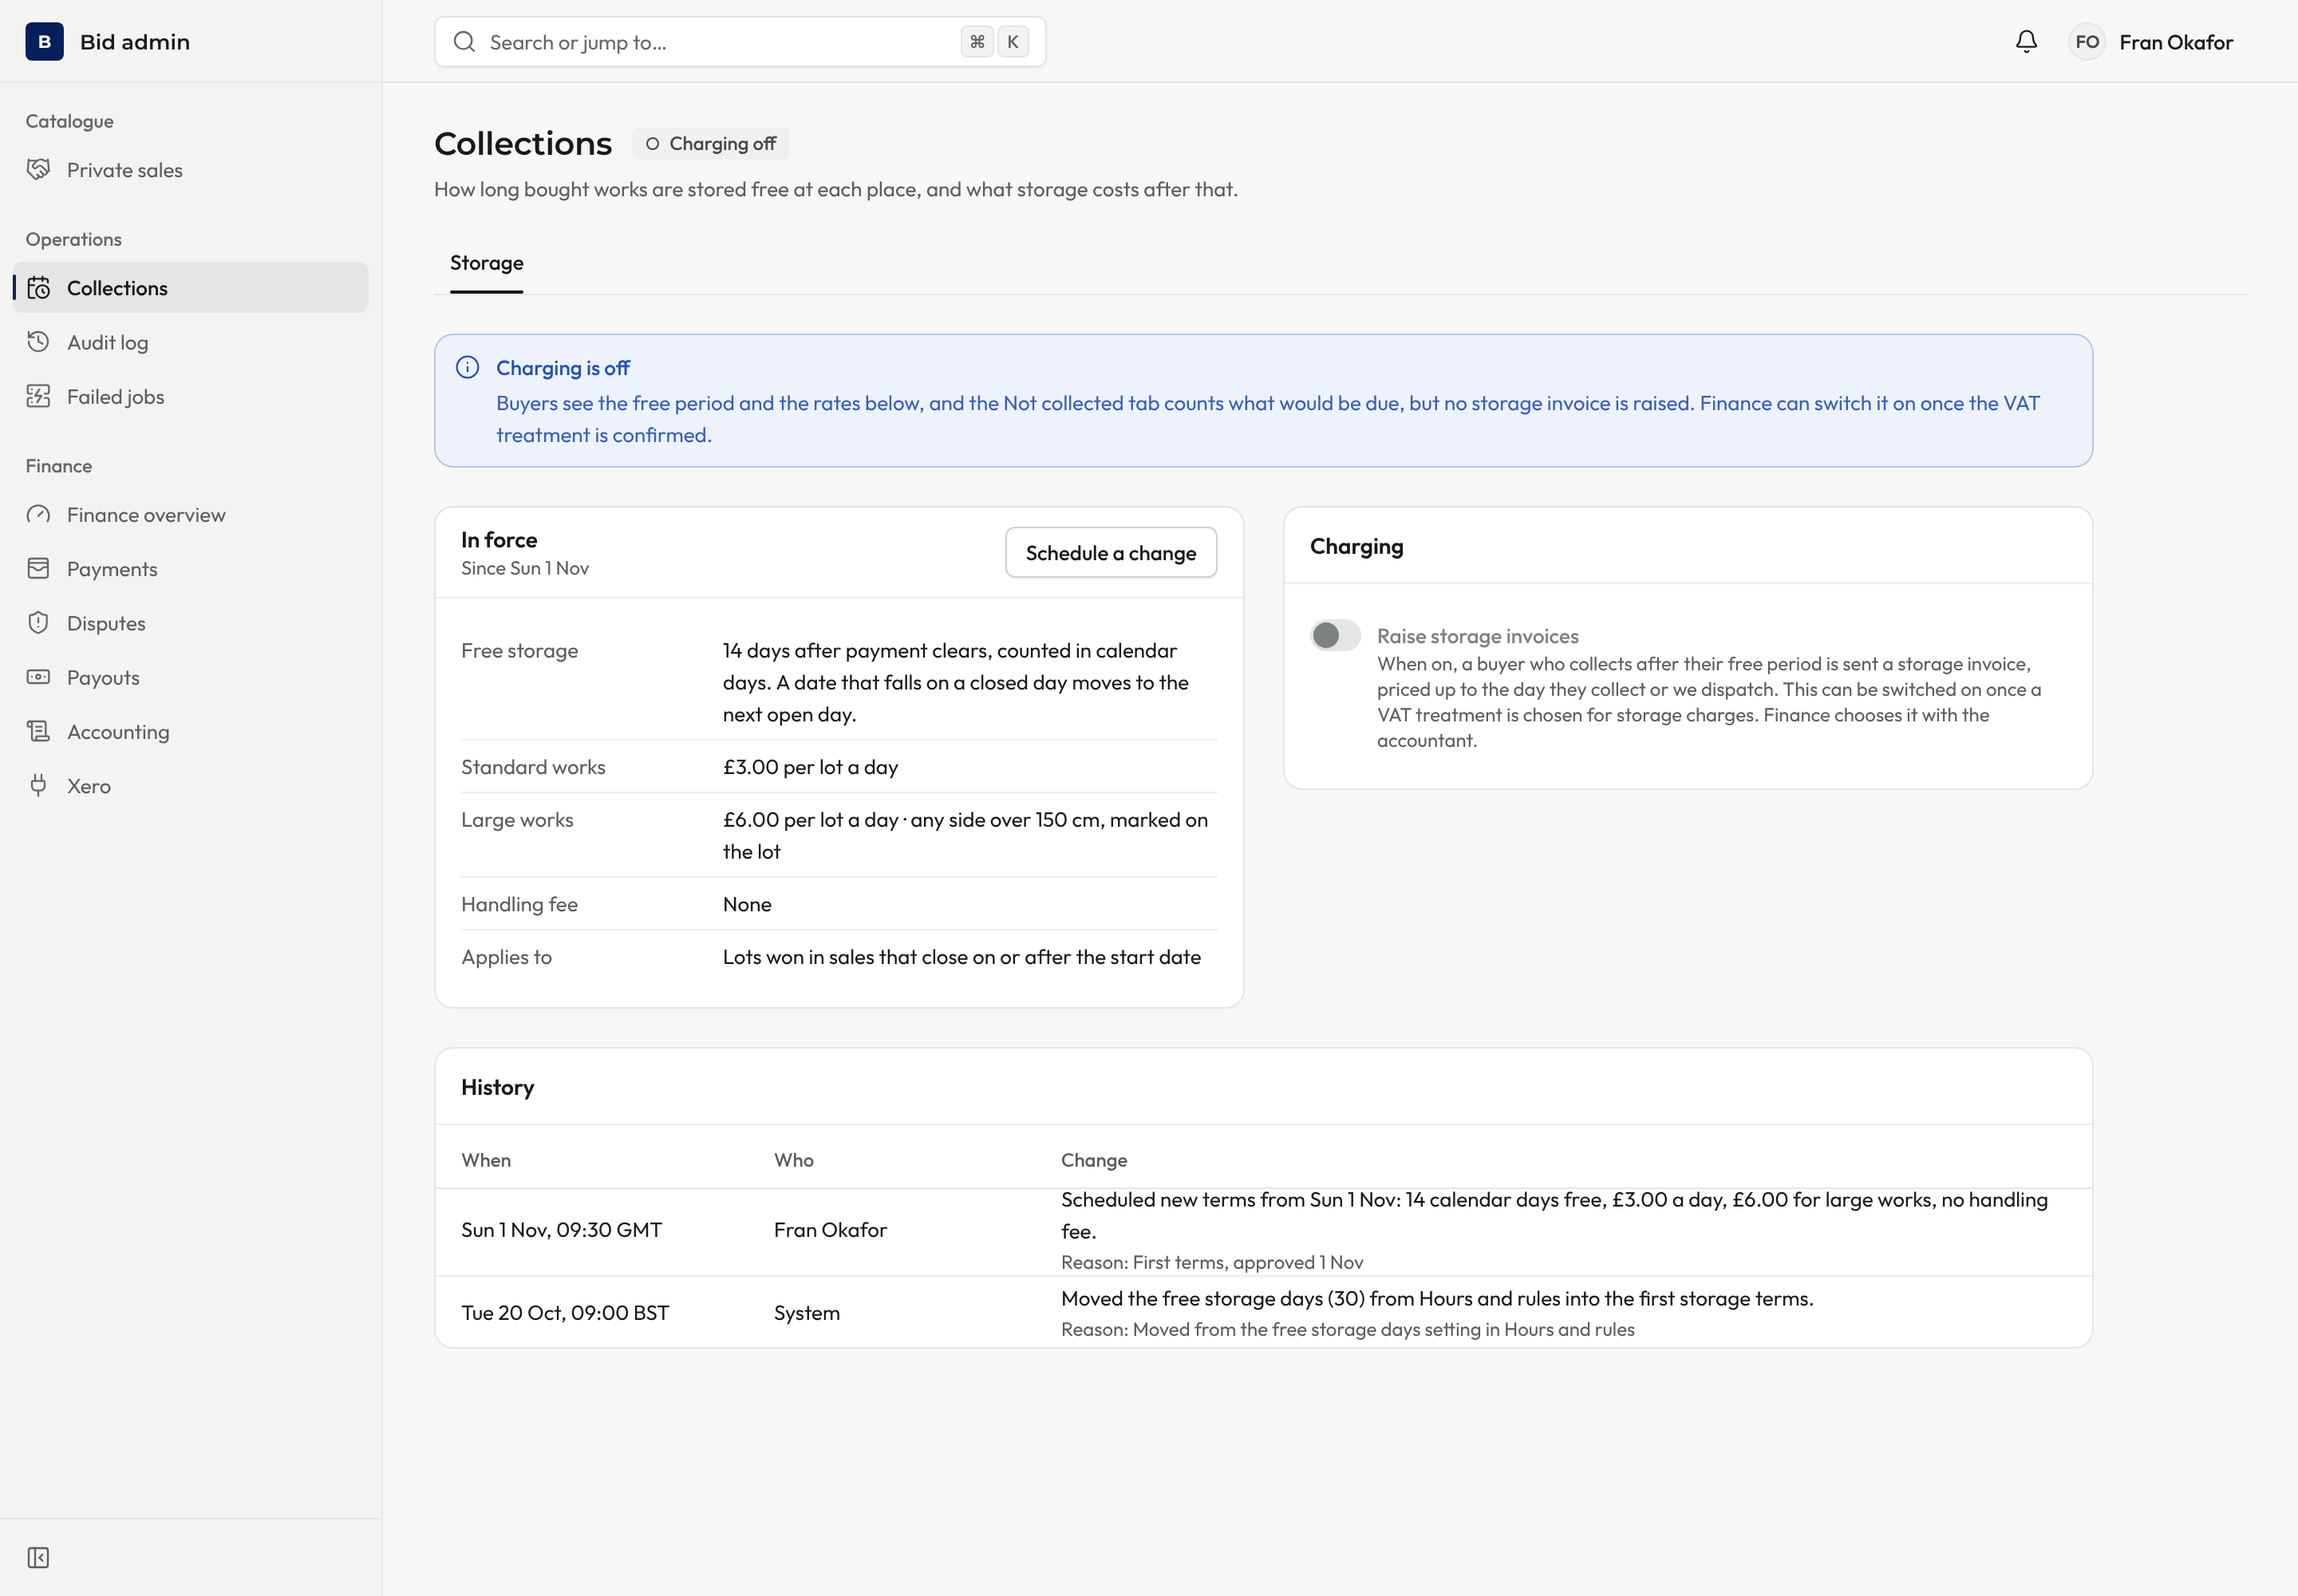 B Bid admin
Search or jump to...
⌘ K
FO Fran Okafor
Catalogue
Private sales
Operations
Collections
Audit log
Failed jobs
Finance
Finance overview
Payments
Disputes
Payouts
Accounting
Xero
Collections
Charging off
How long bought works are stored free at each place, and what storage costs after that.
Storage
Charging is off
Buyers see the free period and the rates below, and the Not collected tab counts what would be due, but no storage invoice is raised. Finance can switch it on once the VAT
treatment is confirmed.
In force
Since Sun 1 Nov
Schedule a change
Free storage
14 days after payment clears, counted in calendar
days. A date that falls on a closed day moves to the
next open day.
Standard works
£3.00 per lot a day
Large works
£6.00 per lot a day · any side over 150 cm, marked on
the lot
Handling fee
None
Applies to
Lots won in sales that close on or after the start date
Charging
Raise storage invoices
When on, a buyer who collects after their free period is sent a storage invoice,
priced up to the day they collect or we dispatch. This can be switched on once a
VAT treatment is chosen for storage charges. Finance chooses it with the
accountant.
History
When Who Change
Sun 1 Nov, 09:30 GMT
Fran Okafor
Scheduled new terms from Sun 1 Nov: 14 calendar days free, £3.00 a day, £6.00 for large works, no handling
fee.
Reason: First terms, approved 1 Nov
Tue 20 Oct, 09:00 BST
System
Moved the free storage days (30) from Hours and rules into the first storage terms.
Reason: Moved from the free storage days setting in Hours and rules